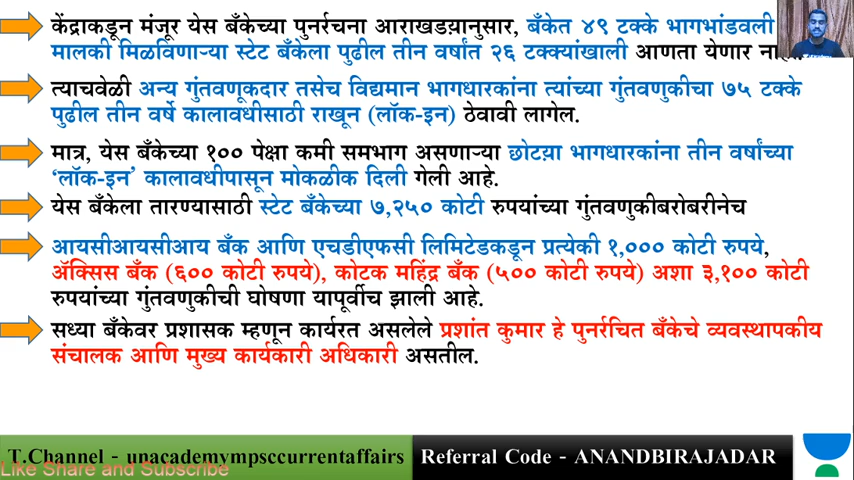 केंद्राकडून मंजूर येस बँकेच्या पुनर्रचना आराखडय़ानुसार, बँकेत ४९ टक्के भागभांडवली
मालकी मिळविणाऱ्या स्टेट बँकेला पुढील तीन वर्षांत २६ टक्क्यांखाली आणता येणार
त्याचवेळी अन्य गुंतवणूकदार तसेच विद्यमान भागधारकांना त्यांच्या गुंतवणुकीचा ७५ टक्के
पुढील तीन वर्षे कालावधीसाठी राखून (लॉक-इन) ठेवावी लागेल.
मात्र, येस बँकेच्या १०० पेक्षा कमी समभाग असणाऱ्या छोटय़ा भागधारकांना तीन वर्षांच्या
‘लॉक-इन’ कालावधीपासून मोकळीक दिली गेली आहे.
येस बँकेला तारण्यासाठी स्टेट बँकेच्या ७,२५० कोटी रुपयांच्या गुंतवणुकीबरोबरीनेच
आयसीआयसीआय बँक आणि एचडीएफसी लिमिटेडकडून प्रत्येकी १,००० कोटी रुपये,
अ‍ॅक्सिस बँक (६०० कोटी रुपये), कोटक महिंद्र बँक (५०० कोटी रुपये) अशा ३,१०० कोटी
रुपयांच्या गुंतवणुकीची घोषणा यापूर्वीच झाली आहे.
सध्या बँकेवर प्रशासक म्हणून कार्यरत असलेले प्रशांत कुमार हे पुनर्रचित बँकेचे व्यवस्थापकीय
संचालक आणि मुख्य कार्यकारी अधिकारी असतील.
T.Channel - unacademympsccurrentaffairs
Referral Code - ANANDBIRAJADAR
Like Share and Subscribe